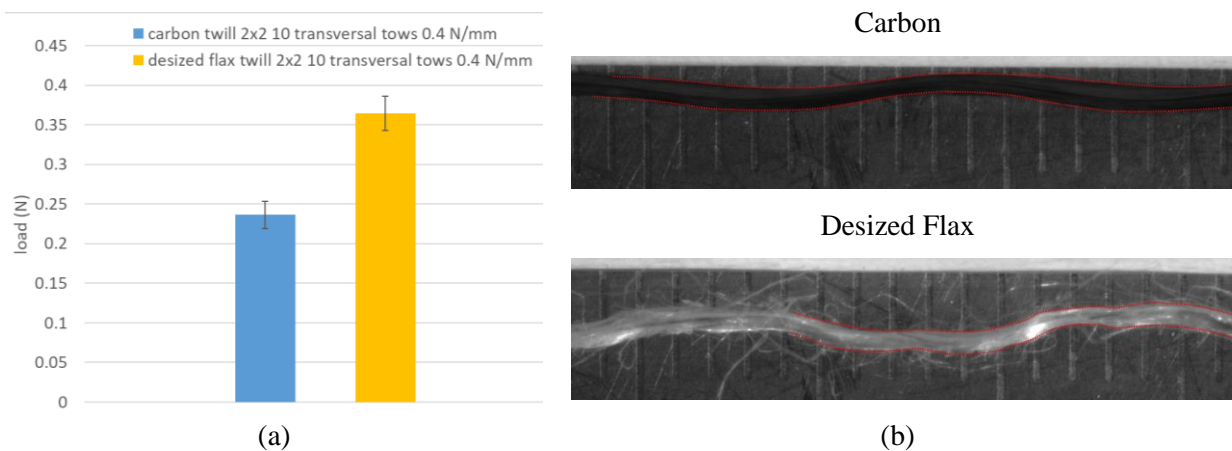 carbon twill 2x2 10 transversal tows 0.4 N/mm
desized flax twill 2x2 10 transversal tows 0.4 N/mm
load (N)
0.45
0.4
0.35
0.3
0.25
0.2
0.15
0.1
0.05
0
(a)
Carbon
Desized Flax
(b)